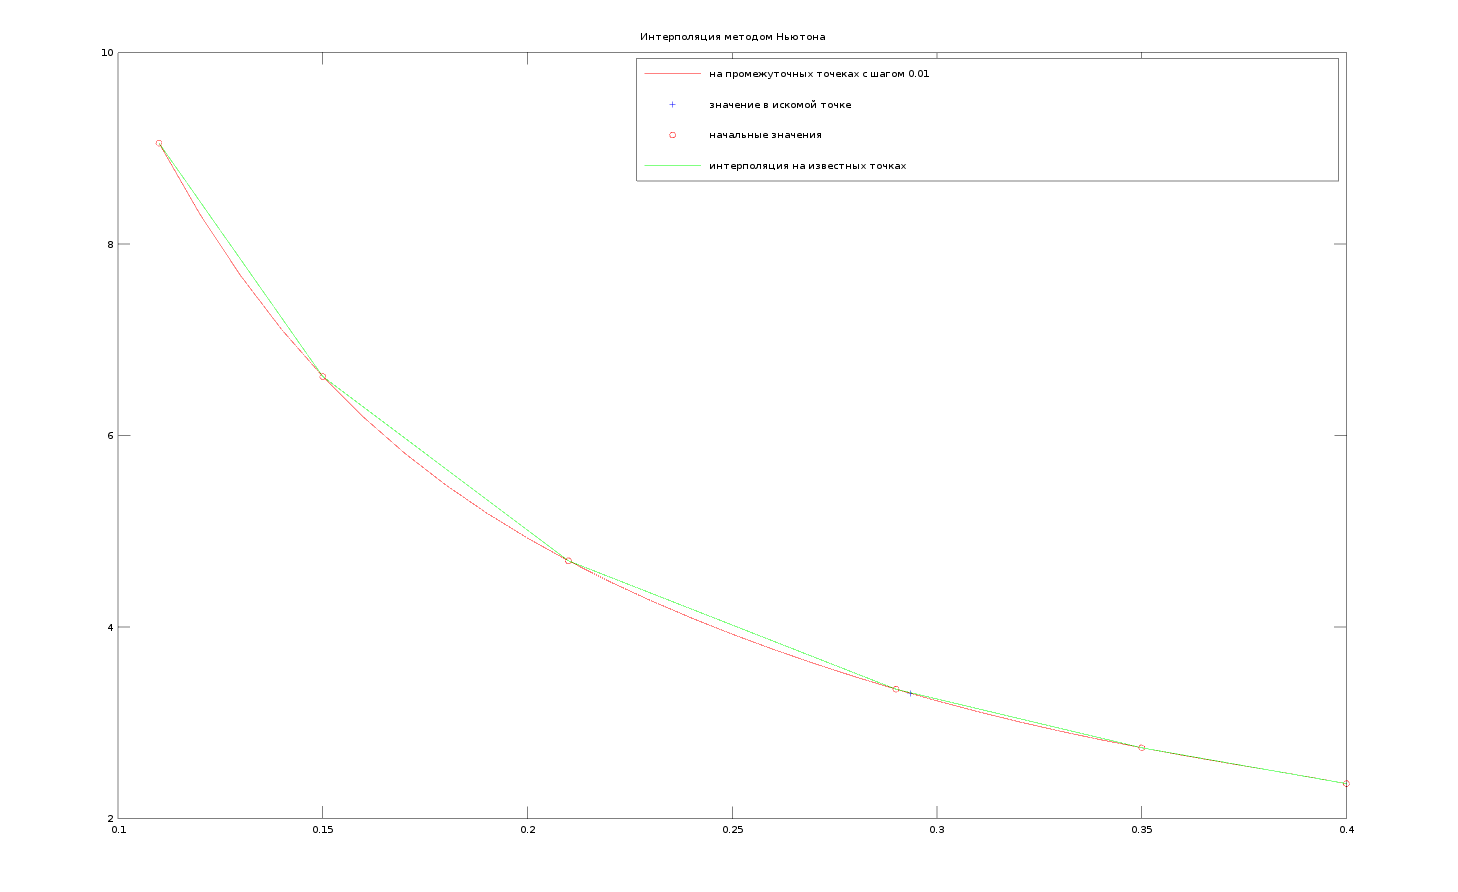 Интерполяция методом Ньютона
на промежуточных точеках с шагом 0.01
значение в искомой точке
начальные значения
интерполяция на известных точках
10
8
6
4
2
0.1 0.15 0.2 0.25 0.3 0.35 0.4